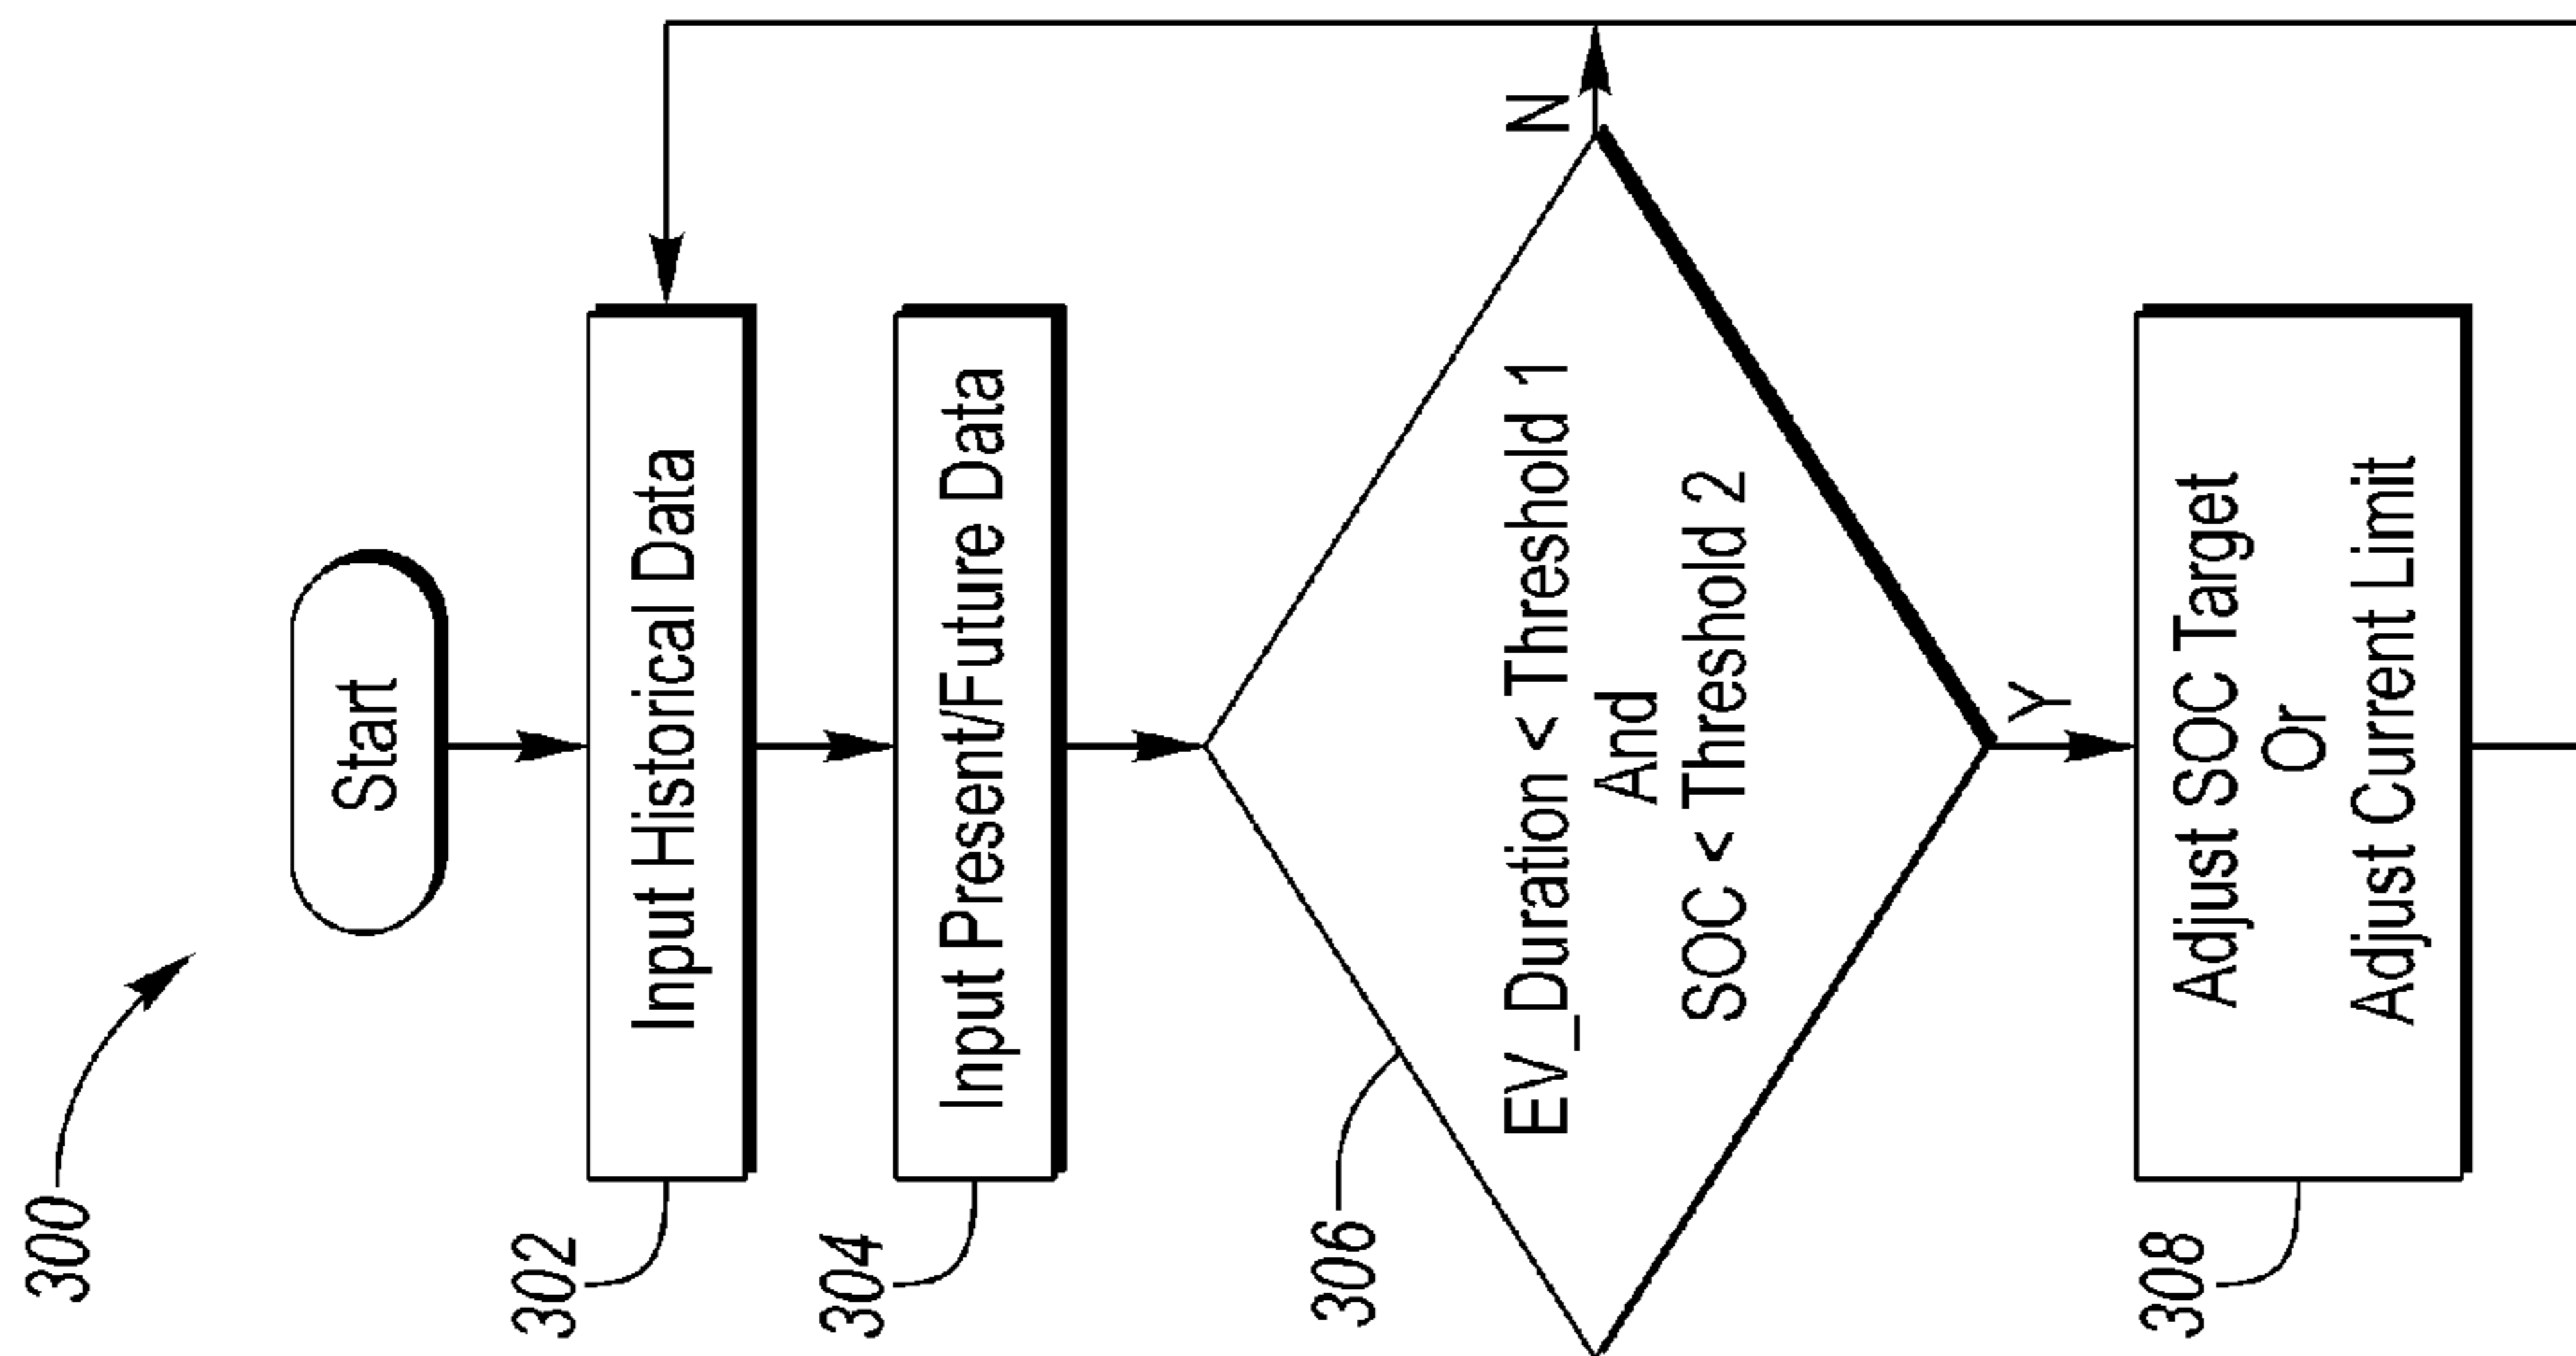 300
Start
302
Input Historical Data
304
Input Present/Future Data
306
EV_Duration < Threshold 1
And
SOC < Threshold 2
N
Y
308
Adjust SOC Target
Or
Adjust Current Limit